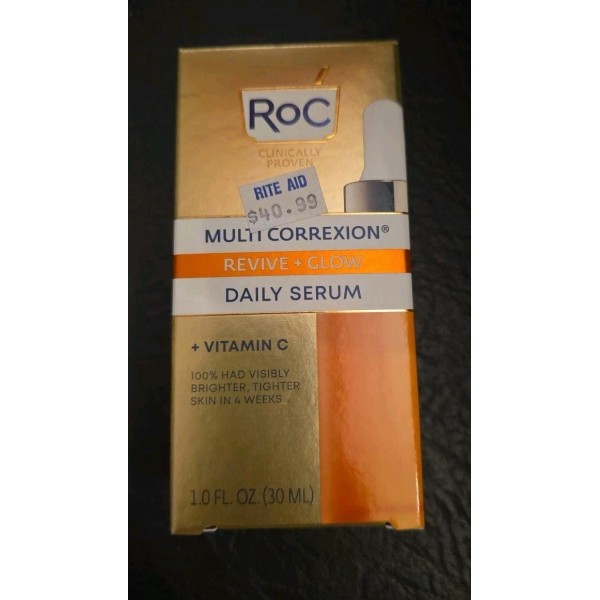 RoC
CLINICALLY
PROVEN
RITE AID
$40.99
MULTI CORREXION®
REVIVE + GLOW
DAILY SERUM
+ VITAMIN C
100% HAD VISIBLY
BRIGHTER, TIGHTER
SKIN IN 4 WEEKS
1.0 FL. OZ. (30 ML)